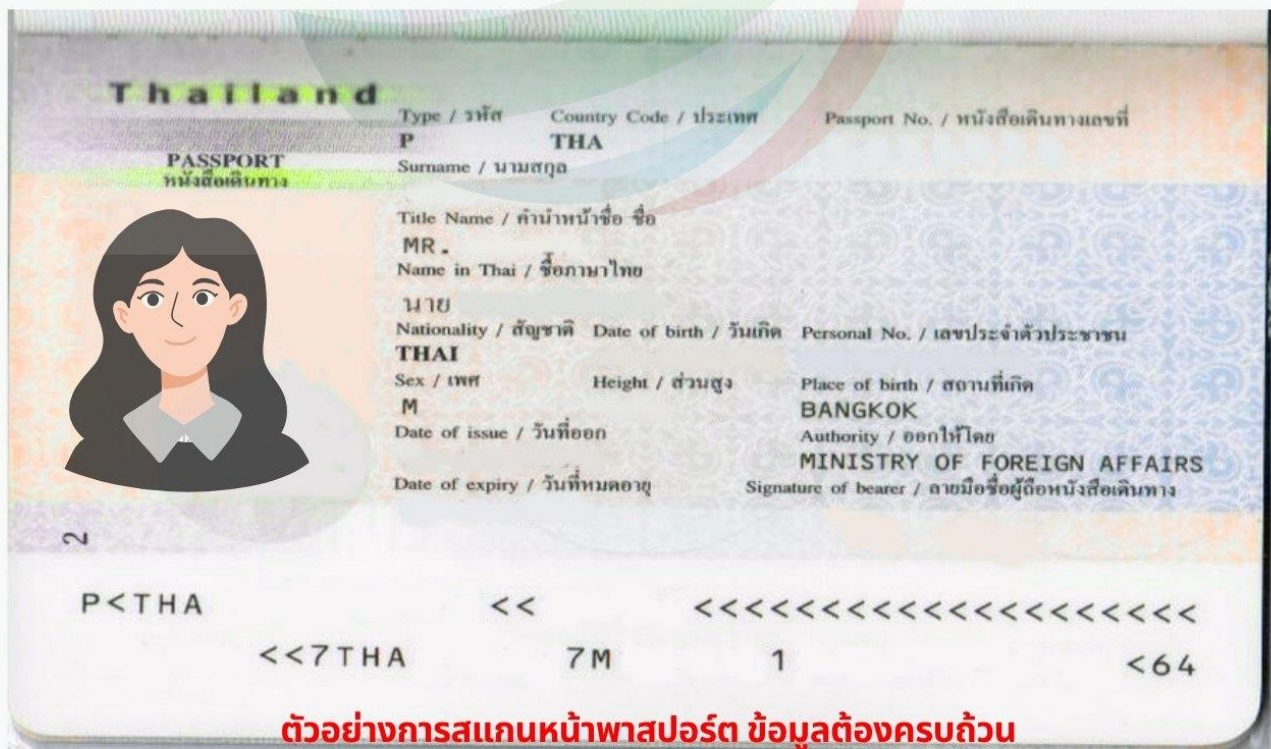 Thailand
Type / รหัส Country Code / ประเทศ Passport No. / หนังสือเดินทางเลขที่
P THA
PASSPORT
หนังสือเดินทาง
Surname / นามสกุล
Title Name / คำนำหน้าชื่อ ชื่อ
MR.
Name in Thai / ชื่อภาษาไทย
นาย
Nationality / สัญชาติ Date of birth / วันเกิด Personal No. / เลขประจำตัวประชาชน
THAI
Sex / เพศ Height / ส่วนสูง Place of birth / สถานที่เกิด
M BANGKOK
Date of issue / วันที่ออก Authority / ออกให้โดย
MINISTRY OF FOREIGN AFFAIRS
Date of expiry / วันที่หมดอายุ Signature of bearer / ลายมือชื่อผู้ถือหนังสือเดินทาง
2
P<THA << <<<<<<<<<<<<<<<<<<<<
<<7THA 7M 1 <64
ตัวอย่างการสแกนหน้าพาสปอร์ต ข้อมูลต้องครบถ้วน